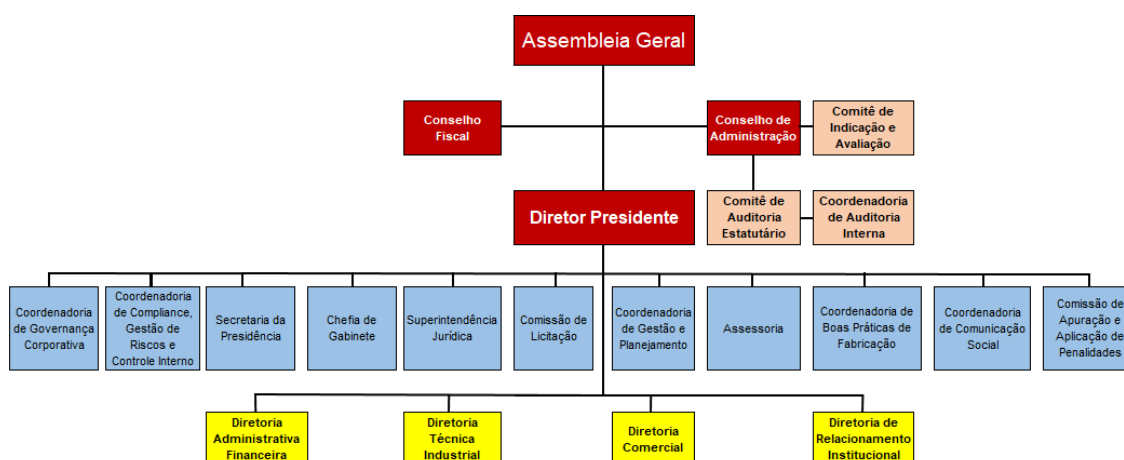 Assembleia Geral
Conselho
Fiscal
Conselho de
Administração
Comitê de
Indicação e
Avaliação
Diretor Presidente
Comitê de
Auditoria
Estatutário
Coordenadoria
de Auditoria
Interna
Coordenadoria
de Governança
Corporativa
Coordenadoria
de Compliance,
Gestão de
Riscos e
Controle Interno
Secretaria da
Presidência
Chefia de
Gabinete
Superintendência
Jurídica
Comissão de
Licitação
Coordenadoria
de Gestão e
Planejamento
Assessoria
Coordenadoria de
Boas Práticas de
Fabricação
Coordenadoria
de Comunicação
Social
Comissão de
Apuração e
Aplicação de
Penalidades
Diretoria
Administrativa
Financeira
Diretoria
Técnica
Industrial
Diretoria
Comercial
Diretoria de
Relacionamento
Institucional